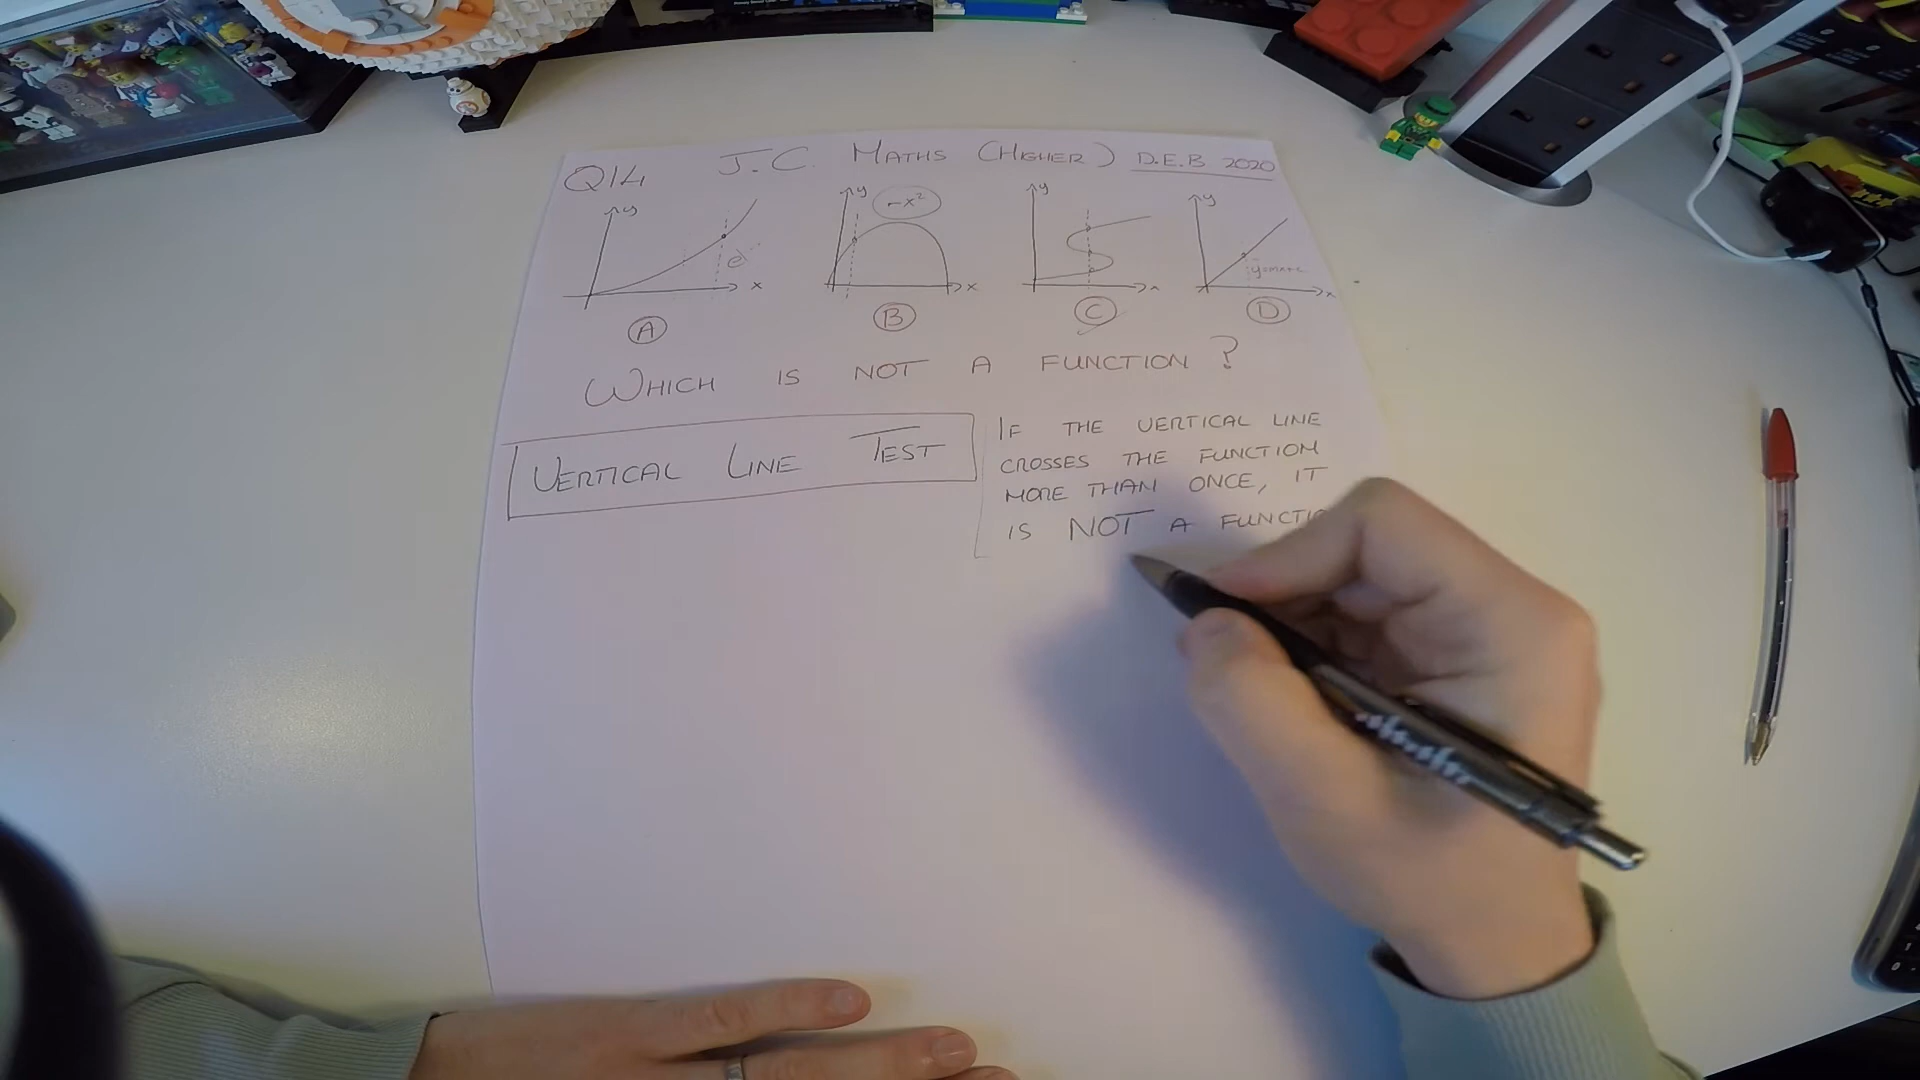 Q14 J.C. MATHS (HIGHER) D.E.B 2020
y y -x² y y
x x x x
A B C D
WHICH IS NOT A FUNCTION?
VERTICAL LINE TEST
IF THE VERTICAL LINE
CROSSES THE FUNCTION
MORE THAN ONCE, IT
IS NOT A FUNCTIO